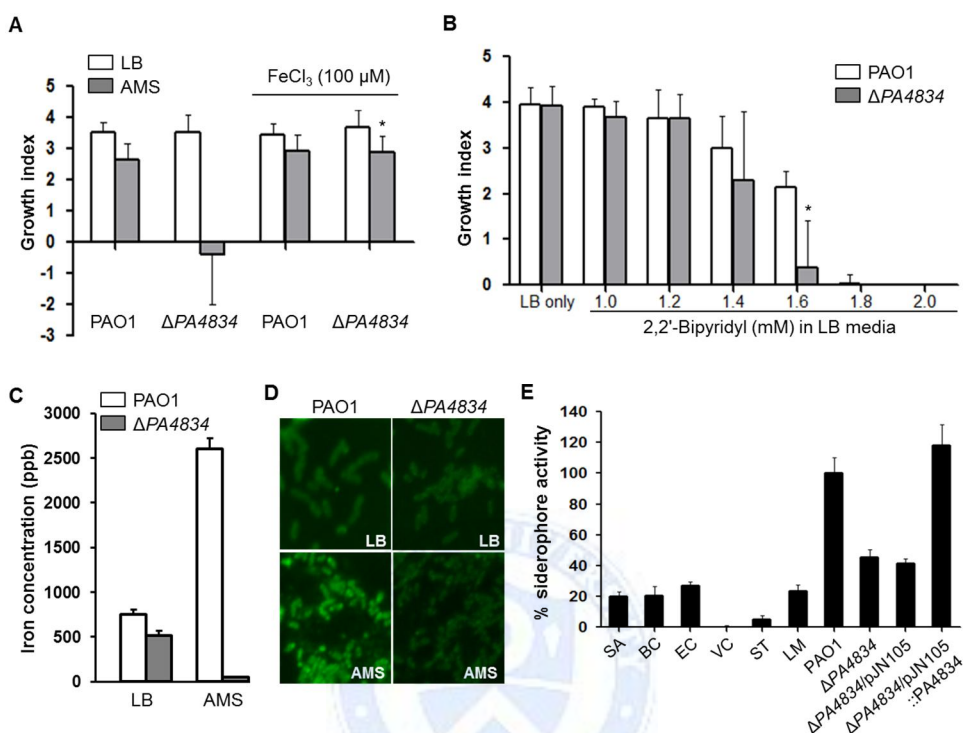 A
LB
AMS
FeCl₃ (100 μM)
Growth index
5
4
3
2
1
0
-1
-2
-3
*
PAO1
ΔPA4834
PAO1
ΔPA4834
B
PAO1
ΔPA4834
Growth index
5
4
3
2
1
0
*
LB only
1.0
1.2
1.4
1.6
1.8
2.0
2,2'-Bipyridyl (mM) in LB media
C
PAO1
ΔPA4834
Iron concentration (ppb)
3000
2500
2000
1500
1000
500
0
LB
AMS
D
PAO1
ΔPA4834
LB
LB
AMS
AMS
E
% siderophore activity
140
120
100
80
60
40
20
0
SA
BC
EC
VC
ST
LM
PAO1
ΔPA4834
ΔPA4834/pJN105
ΔPA4834/pJN105
::PA4834